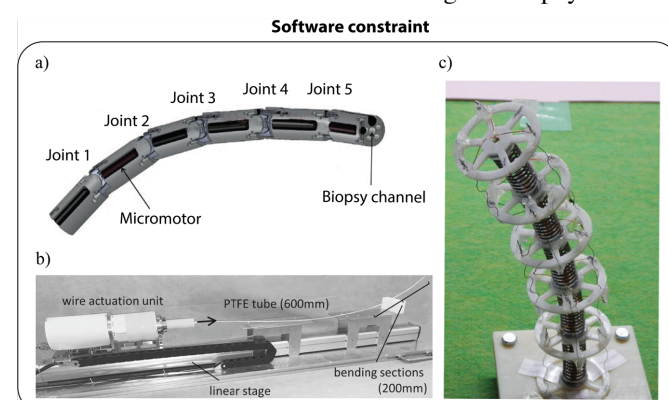 Software constraint
a)
Joint 1
Joint 2
Joint 3
Joint 4
Joint 5
Micromotor
Biopsy channel
b)
wire actuation unit
PTFE tube (600mm)
linear stage
bending sections
(200mm)
c)